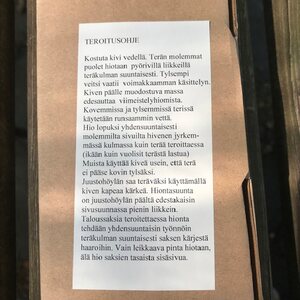 TEROITUSOHJE
Kostuta kivi vedellä. Terän molemmat
puolet hiotaan pyörivillä liikkeillä
teräkulman suuntaisesti. Tylsempi
veitsi vaatii voimakkaamman käsittelyn.
Kiven päälle muodostuva massa
edesauttaa viimeistelyhiomista.
Kovemmissa ja tylsemmissä terissä
käytetään runsaammin vettä.
Hio lopuksi yhdensuuntaisesti
molemmilta sivuilta hivenen jyrkem-
mässä kulmassa kuin terää teroittaessa
(ikään kuin vuolisit terästä lastua)
Muista käyttää kiveä usein, että terä
ei pääse kovin tylsäksi.
Juustohöylän saa teräväksi käyttämällä
kiven kapeaa kärkeä. Hiontasuunta
on juustohöylän päältä edestakaisin
sivusuunnassa pienin liikkein.
Taloussaksia teroitettaessa hionta
tehdään yhdensuuntaisin työnnöin
teräkulman suuntaisesti saksen kärjestä
haaroihin. Vain leikkaava pinta hiotaan,
älä hio saksien tasaista sisäsivua.